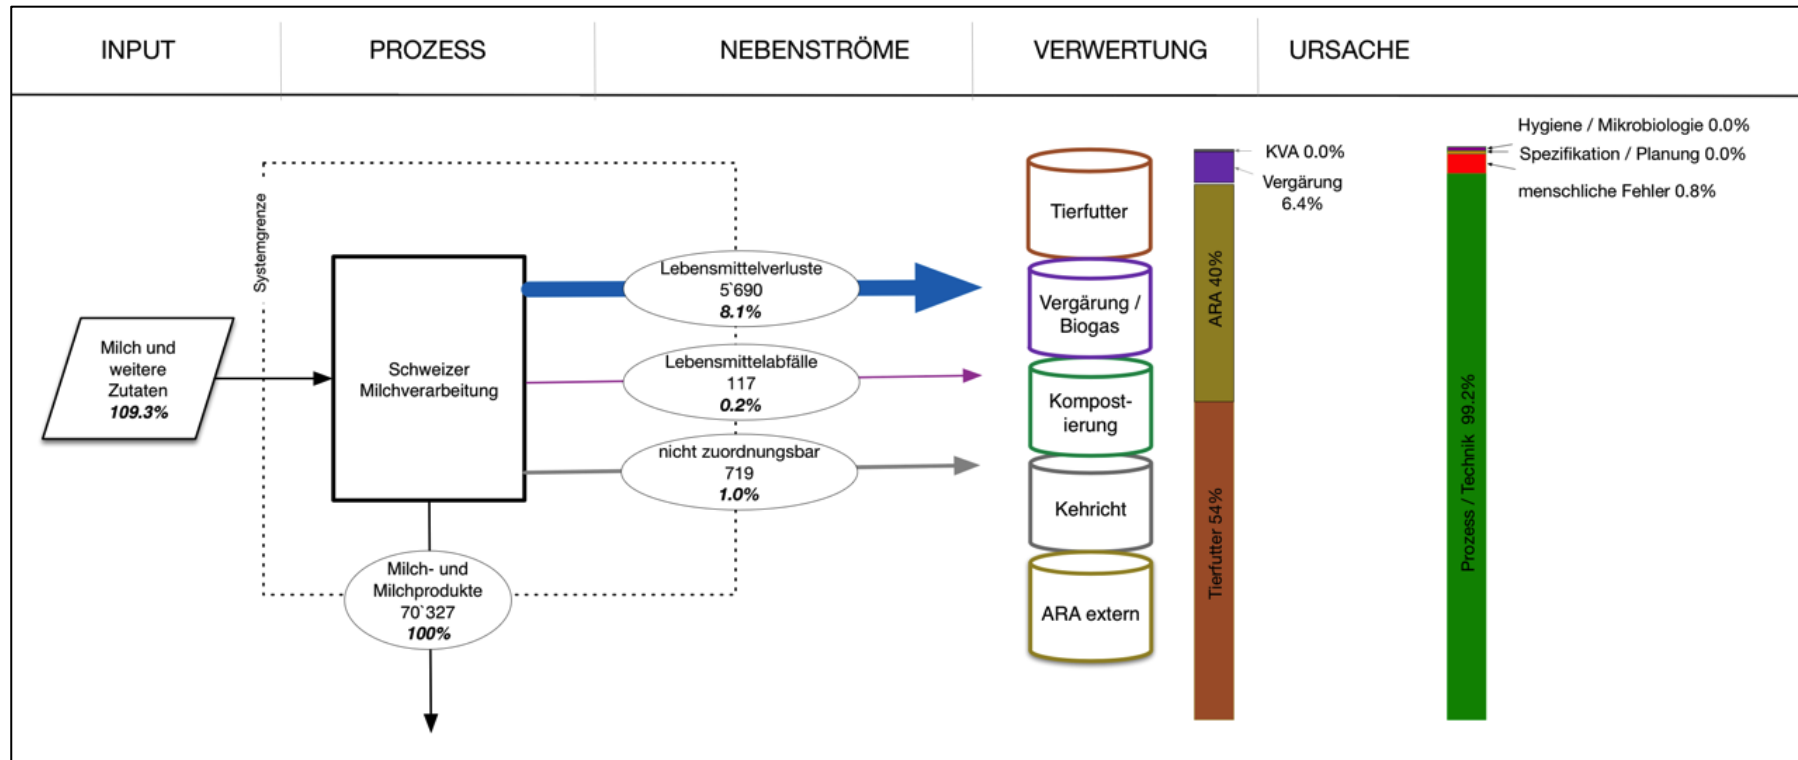 INPUT
PROZESS
NEBENSTRÖME
VERWERTUNG
URSACHE
Systemgrenze
Milch und
weitere
Zutaten
109.3%
Schweizer
Milchverarbeitung
Lebensmittelverluste
5`690
8.1%
Lebensmittelabfälle
117
0.2%
nicht zuordnungsbar
719
1.0%
Milch- und
Milchprodukte
70`327
100%
Tierfutter
Vergärung /
Biogas
Kompost-
ierung
Kehricht
ARA extern
KVA 0.0%
Vergärung
6.4%
ARA 40%
Tierfutter 54%
Hygiene / Mikrobiologie 0.0%
Spezifikation / Planung 0.0%
menschliche Fehler 0.8%
Prozess / Technik 99.2%